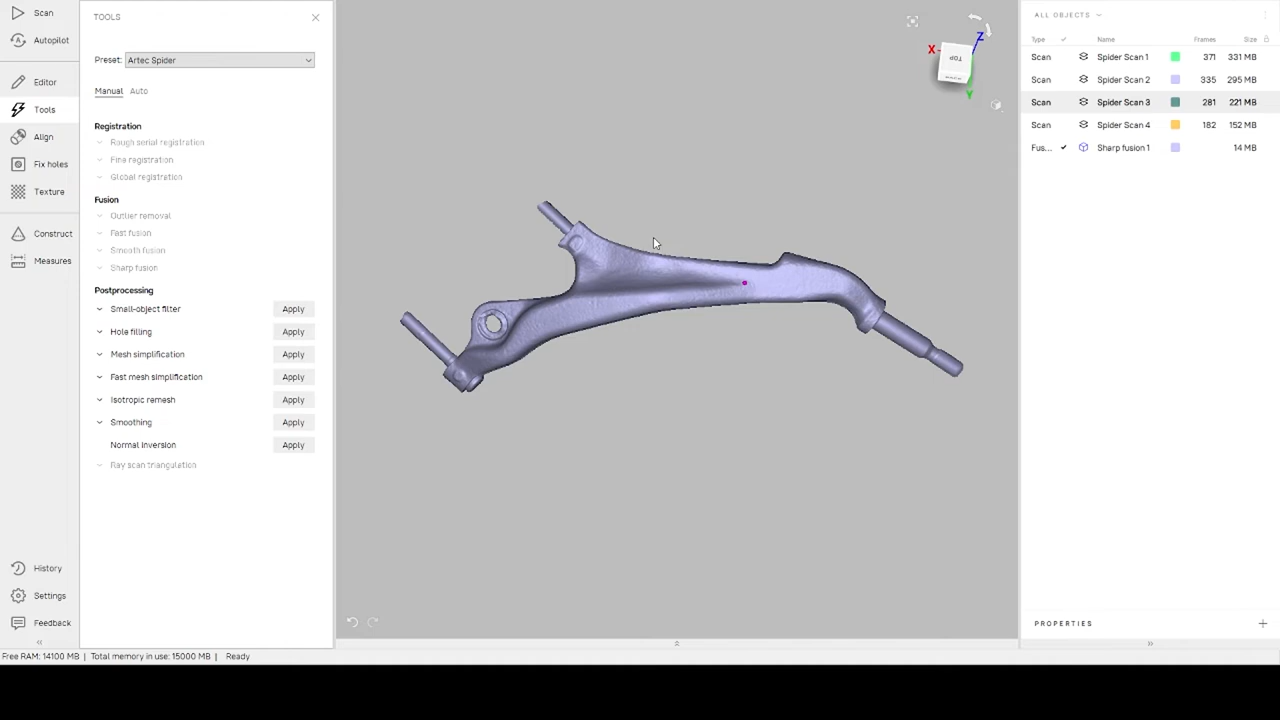 Scan
Autopilot
Editor
Tools
Align
Fix holes
Texture
Construct
Measures
History
Settings
Feedback
TOOLS
Preset: Artec Spider
Manual Auto
Registration
Rough serial registration
Fine registration
Global registration
Fusion
Outlier removal
Fast fusion
Smooth fusion
Sharp fusion
Postprocessing
Small-object filter Apply
Hole filling Apply
Mesh simplification Apply
Fast mesh simplification Apply
Isotropic remesh Apply
Smoothing Apply
Normal inversion Apply
Ray scan triangulation
X
Z
TOP
Y
ALL OBJECTS
Type Name Frames Size
Scan Spider Scan 1 371 331 MB
Scan Spider Scan 2 335 295 MB
Scan Spider Scan 3 281 221 MB
Scan Spider Scan 4 182 152 MB
Fus... Sharp fusion 1 14 MB
PROPERTIES
Free RAM: 14100 MB | Total memory in use: 15000 MB | Ready